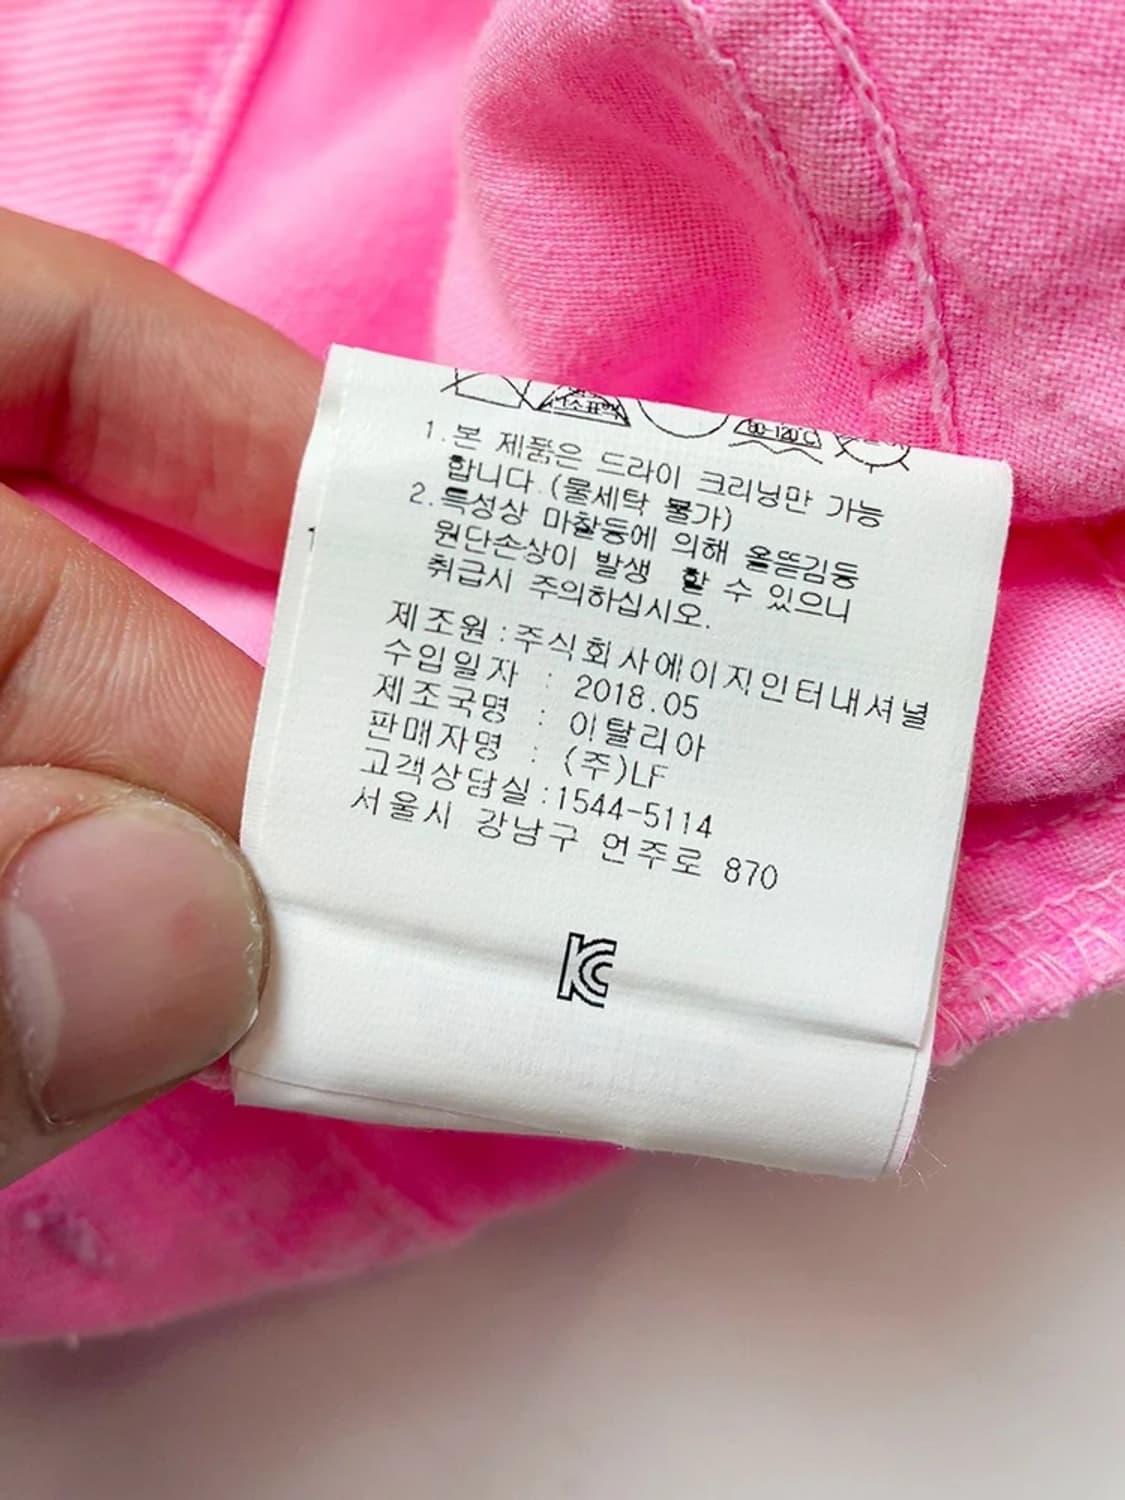 80-120℃
1.본 제품은 드라이 크리닝만 가능
합니다.(물세탁 불가)
2.특성상 마찰등에 의해 올뜯김등
원단손상이 발생 할 수 있으니
취급시 주의하십시오.
제조원:주식회사에이지인터내셔널
수입일자 : 2018.05
제조국명 : 이탈리아
판매자명 : (주)LF
고객상담실:1544-5114
서울시 강남구 언주로 870
KC